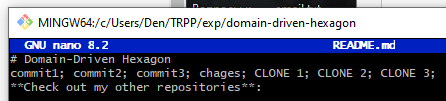 MINGW64:/c/Users/Den/TRPP/exp/domain-driven-hexagon
GNU nano 8.2 README.md
# Domain-Driven Hexagon
commit1; commit2; commit3; chages; CLONE 1; CLONE 2; CLONE 3;
**Check out my other repositories**: